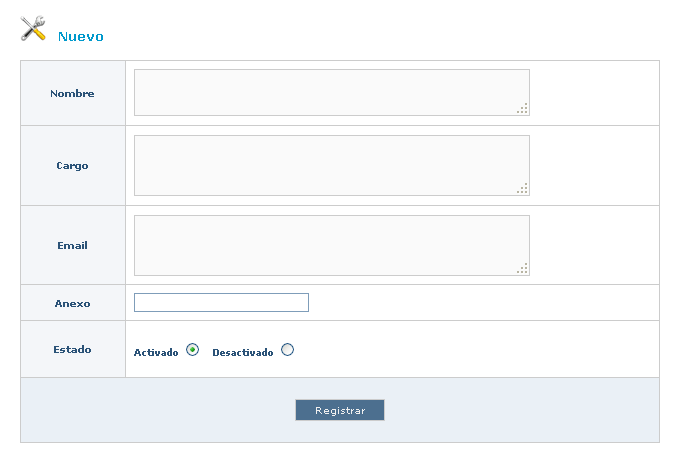 Nuevo
Nombre
Cargo
Email
Anexo
Estado
Activado Desactivado
Registrar